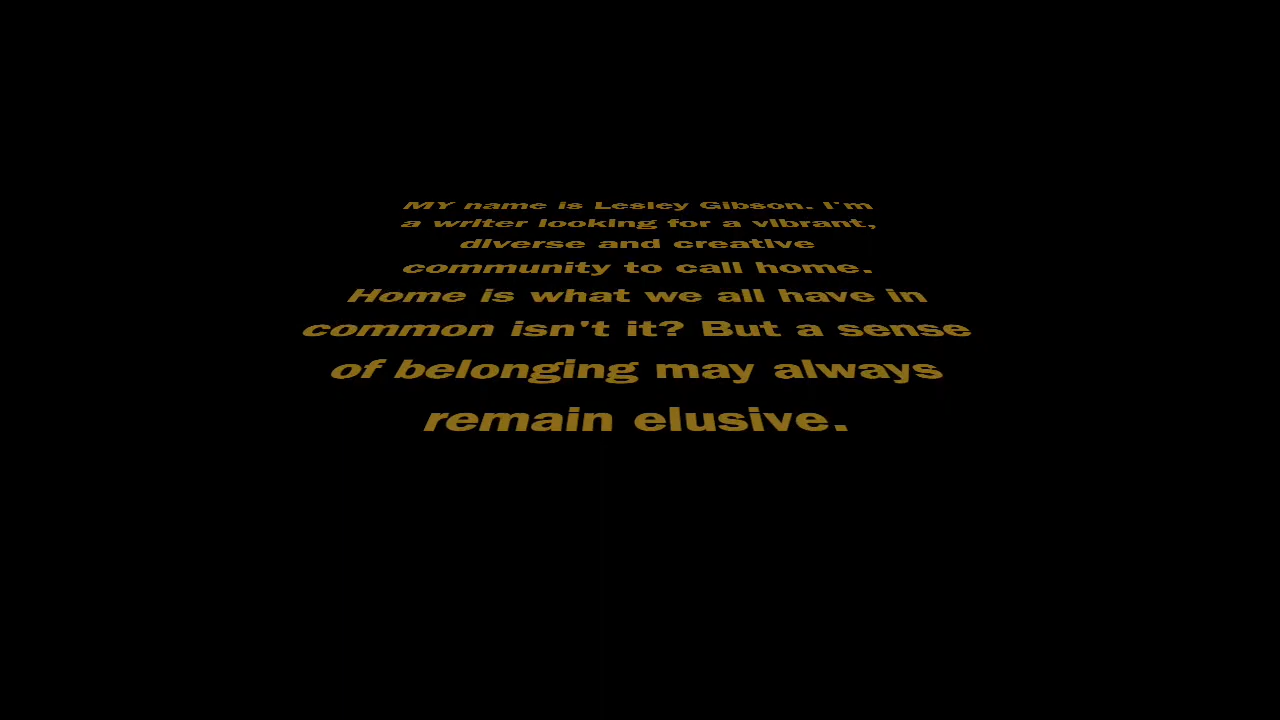 MY name is Lesley Gibson. I'm
a writer looking for a vibrant,
diverse and creative
community to call home.
Home is what we all have in
common isn't it? But a sense
of belonging may always
remain elusive.